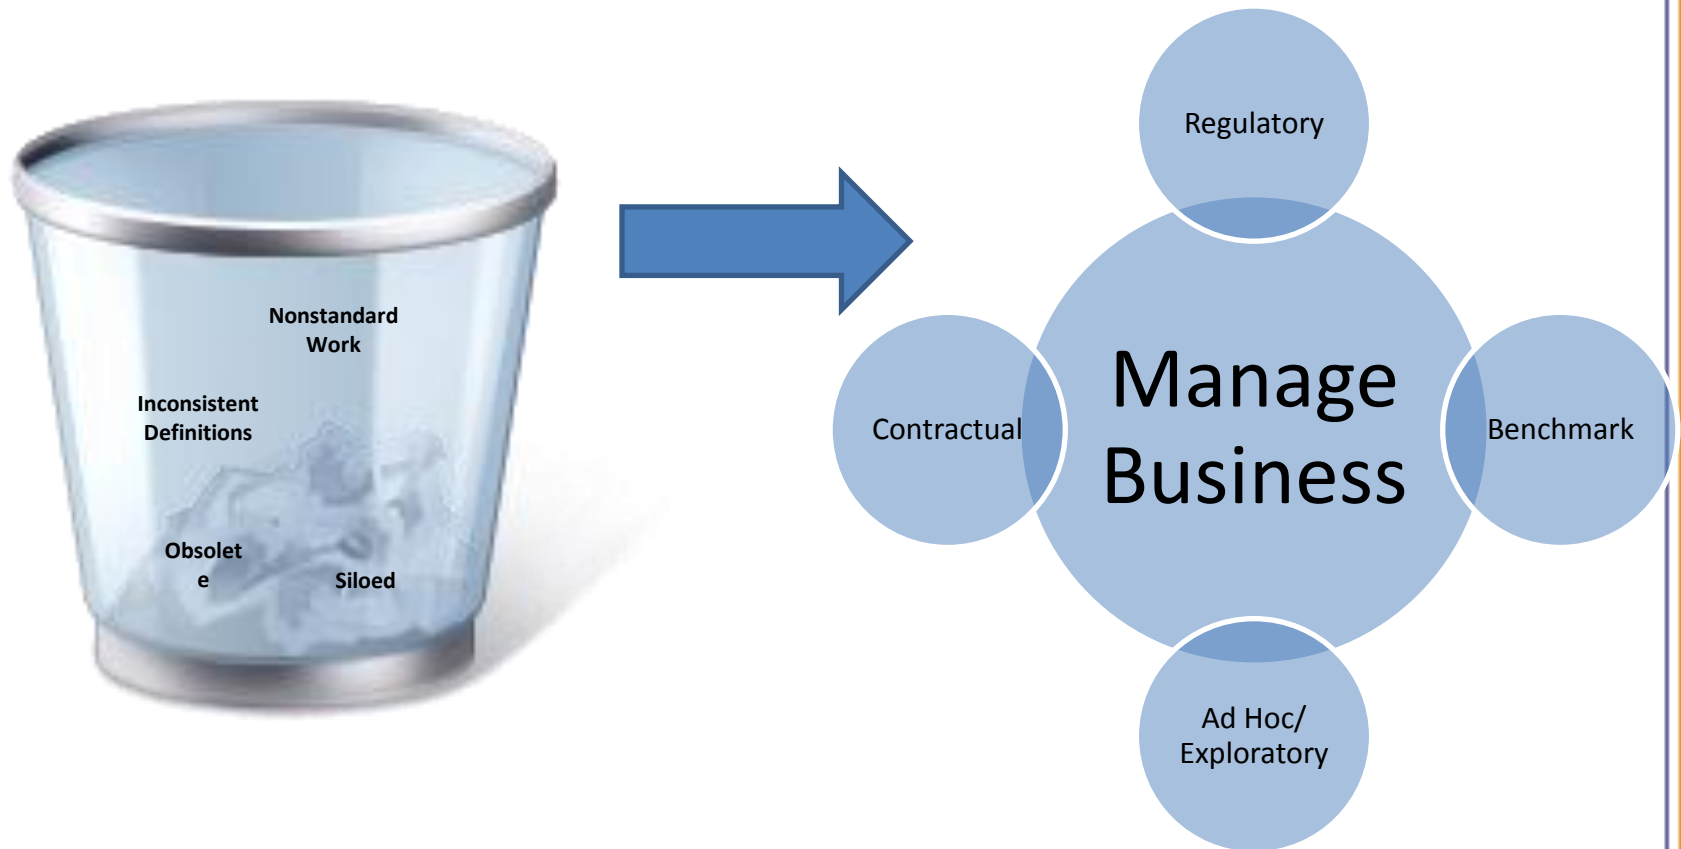 Nonstandard
Work
Inconsistent
Definitions
Obsolet
e
Siloed
Regulatory
Contractual
Manage
Business
Benchmark
Ad Hoc/
Exploratory